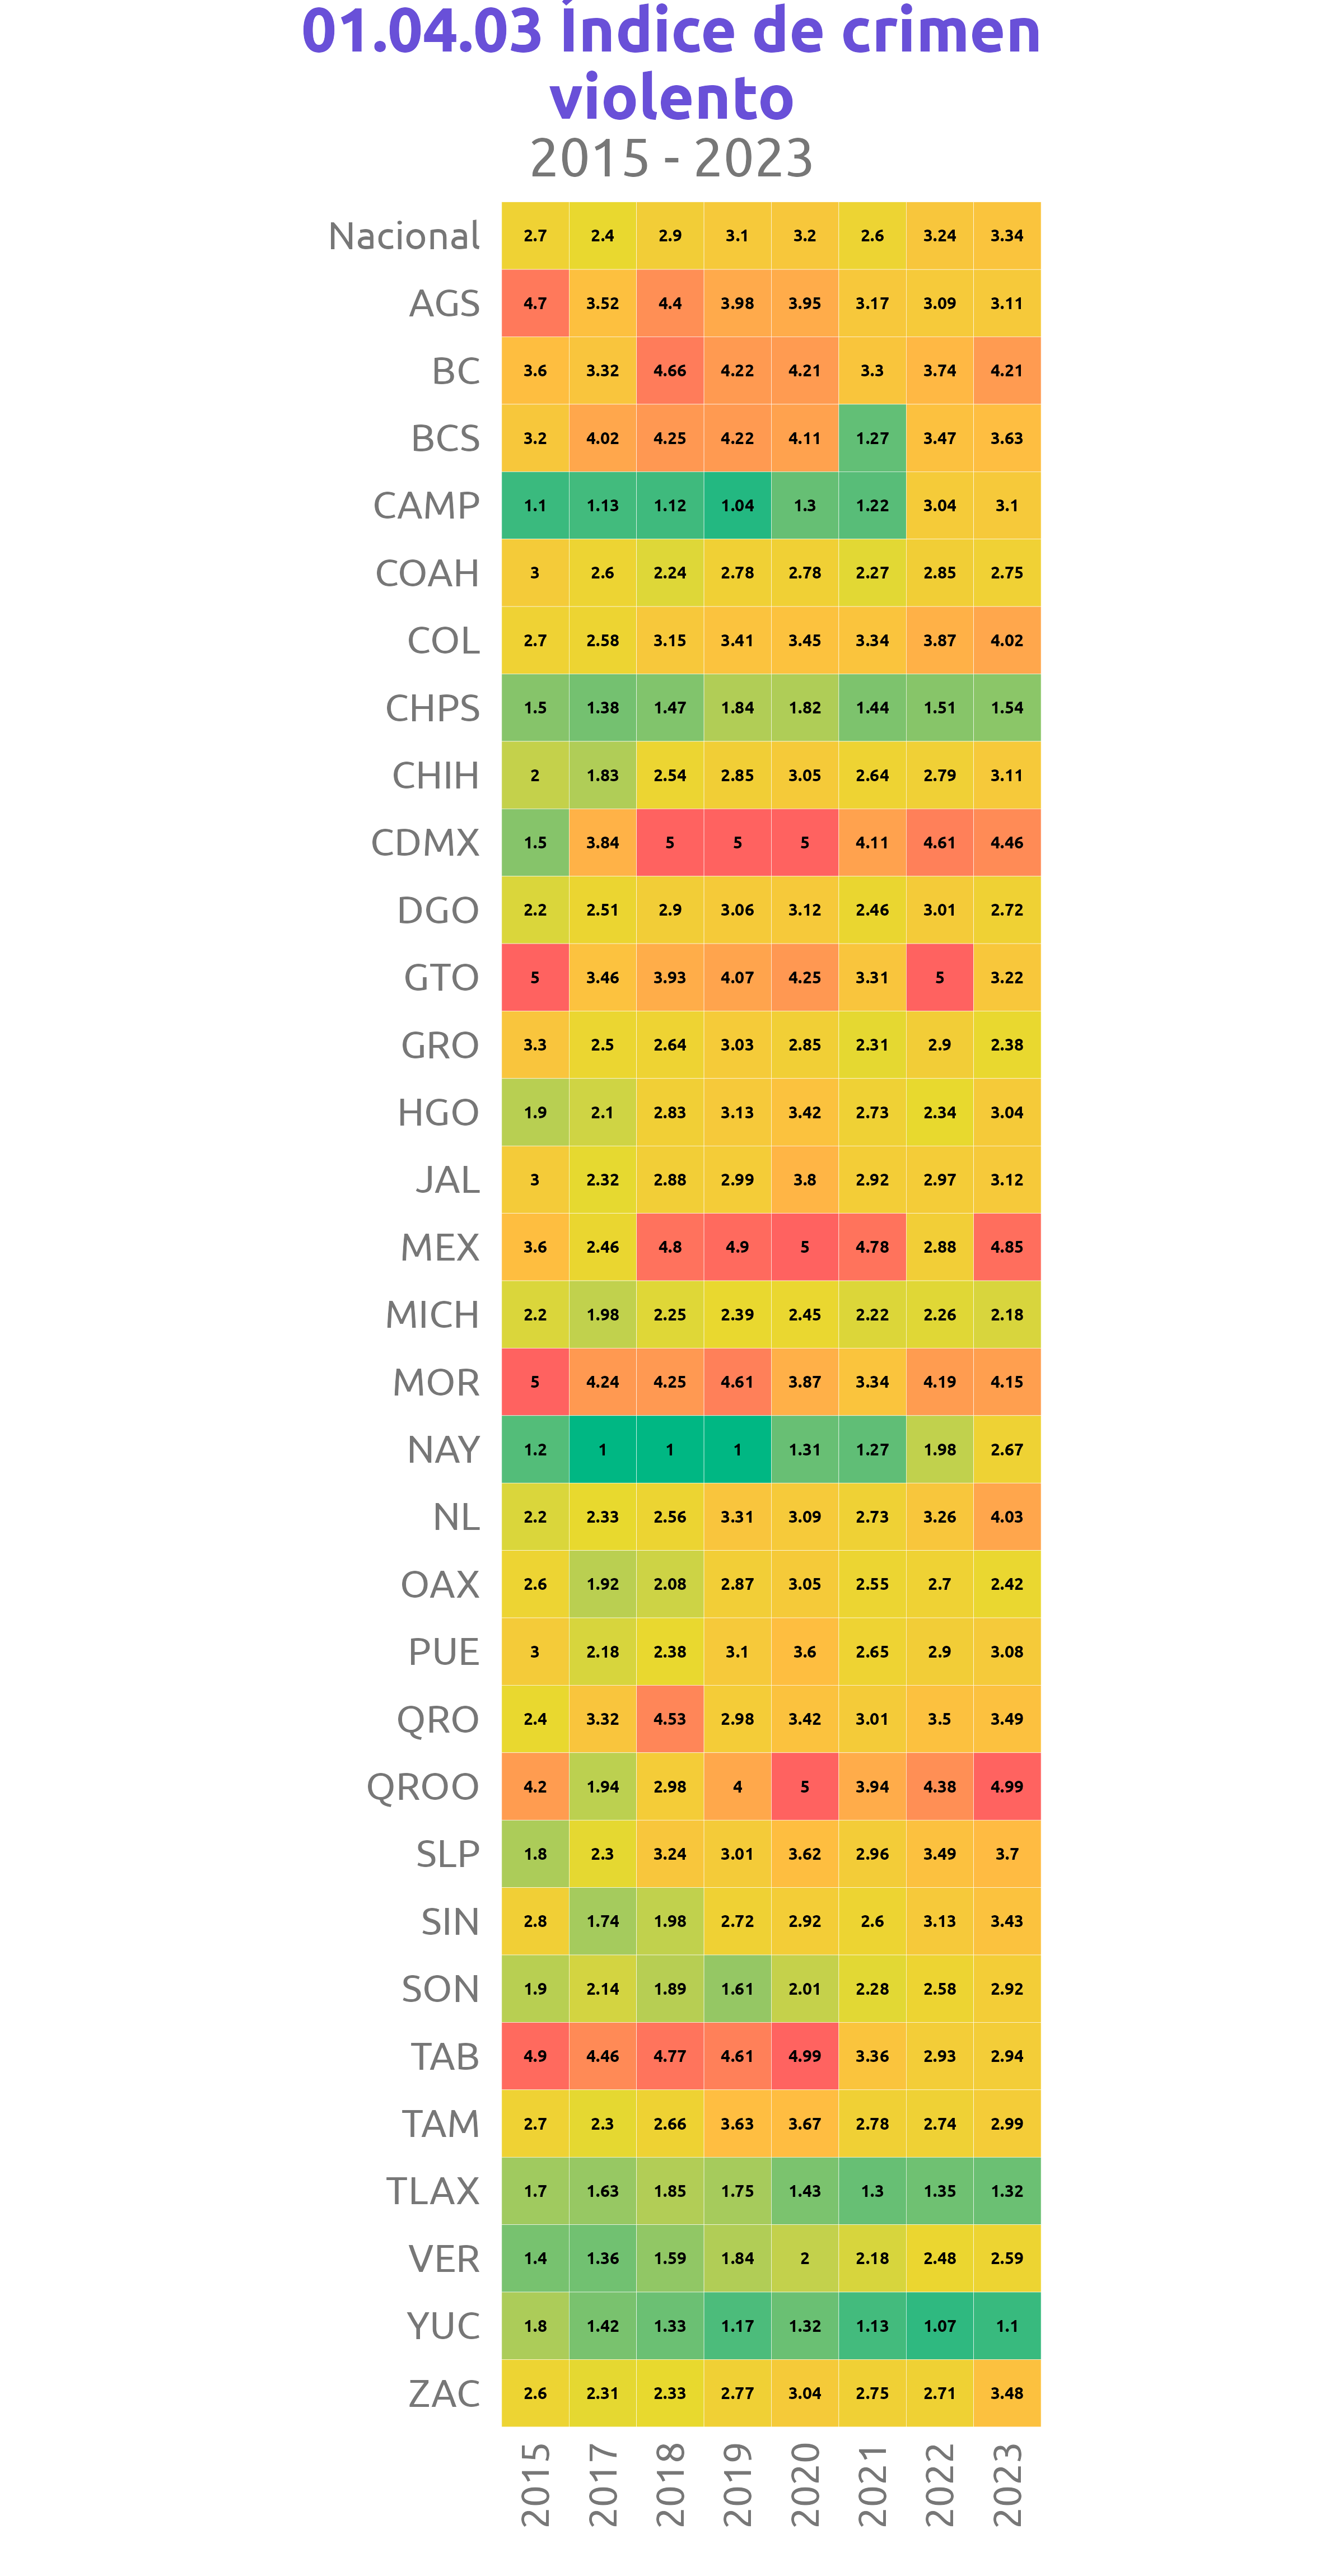 01.04.03 Índice de crimen
violento
2015 - 2023
Nacional 2.7 2.4 2.9 3.1 3.2 2.6 3.24 3.34
AGS 4.7 3.52 4.4 3.98 3.95 3.17 3.09 3.11
BC 3.6 3.32 4.66 4.22 4.21 3.3 3.74 4.21
BCS 3.2 4.02 4.25 4.22 4.11 1.27 3.47 3.63
CAMP 1.1 1.13 1.12 1.04 1.3 1.22 3.04 3.1
COAH 3 2.6 2.24 2.78 2.78 2.27 2.85 2.75
COL 2.7 2.58 3.15 3.41 3.45 3.34 3.87 4.02
CHPS 1.5 1.38 1.47 1.84 1.82 1.44 1.51 1.54
CHIH 2 1.83 2.54 2.85 3.05 2.64 2.79 3.11
CDMX 1.5 3.84 5 5 5 4.11 4.61 4.46
DGO 2.2 2.51 2.9 3.06 3.12 2.46 3.01 2.72
GTO 5 3.46 3.93 4.07 4.25 3.31 5 3.22
GRO 3.3 2.5 2.64 3.03 2.85 2.31 2.9 2.38
HGO 1.9 2.1 2.83 3.13 3.42 2.73 2.34 3.04
JAL 3 2.32 2.88 2.99 3.8 2.92 2.97 3.12
MEX 3.6 2.46 4.8 4.9 5 4.78 2.88 4.85
MICH 2.2 1.98 2.25 2.39 2.45 2.22 2.26 2.18
MOR 5 4.24 4.25 4.61 3.87 3.34 4.19 4.15
NAY 1.2 1 1 1 1.31 1.27 1.98 2.67
NL 2.2 2.33 2.56 3.31 3.09 2.73 3.26 4.03
OAX 2.6 1.92 2.08 2.87 3.05 2.55 2.7 2.42
PUE 3 2.18 2.38 3.1 3.6 2.65 2.9 3.08
QRO 2.4 3.32 4.53 2.98 3.42 3.01 3.5 3.49
QROO 4.2 1.94 2.98 4 5 3.94 4.38 4.99
SLP 1.8 2.3 3.24 3.01 3.62 2.96 3.49 3.7
SIN 2.8 1.74 1.98 2.72 2.92 2.6 3.13 3.43
SON 1.9 2.14 1.89 1.61 2.01 2.28 2.58 2.92
TAB 4.9 4.46 4.77 4.61 4.99 3.36 2.93 2.94
TAM 2.7 2.3 2.66 3.63 3.67 2.78 2.74 2.99
TLAX 1.7 1.63 1.85 1.75 1.43 1.3 1.35 1.32
VER 1.4 1.36 1.59 1.84 2 2.18 2.48 2.59
YUC 1.8 1.42 1.33 1.17 1.32 1.13 1.07 1.1
ZAC 2.6 2.31 2.33 2.77 3.04 2.75 2.71 3.48
2015 2017 2018 2019 2020 2021 2022 2023